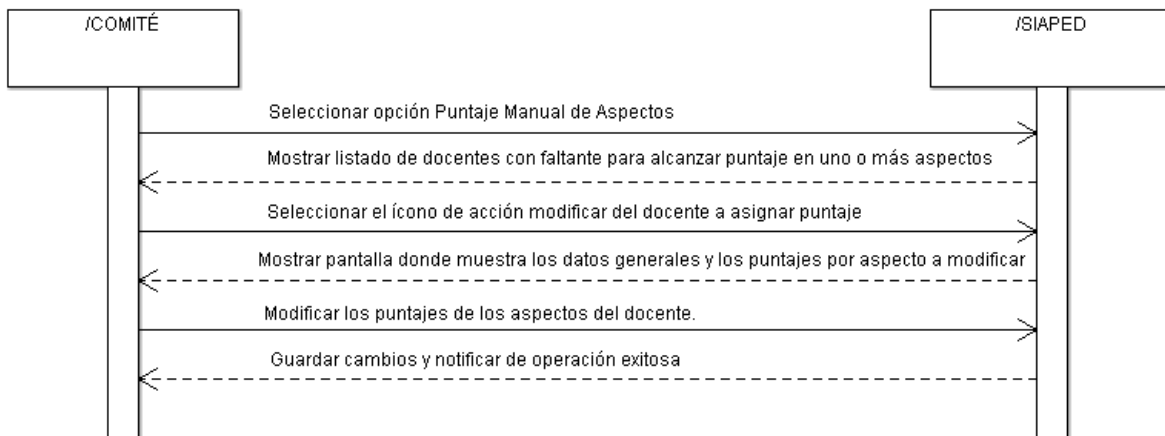 /COMITÉ
/SIAPED
Seleccionar opción Puntaje Manual de Aspectos
Mostrar listado de docentes con faltante para alcanzar puntaje en uno o más aspectos
Seleccionar el ícono de acción modificar del docente a asignar puntaje
Mostrar pantalla donde muestra los datos generales y los puntajes por aspecto a modificar
Modificar los puntajes de los aspectos del docente.
Guardar cambios y notificar de operación exitosa